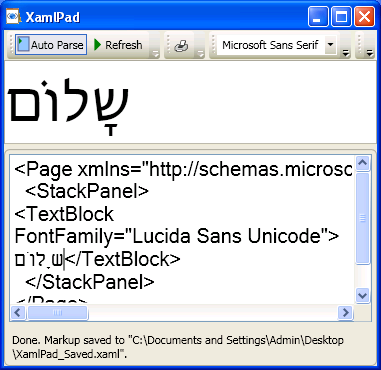 XamlPad
Auto Parse Refresh Microsoft Sans Serif
שָׁלוֹם
<Page xmlns="http://schemas.microso
<StackPanel>
<TextBlock
FontFamily="Lucida Sans Unicode">
שָׁלוֹם</TextBlock>
</StackPanel>
</Page>
Done. Markup saved to "C:\Documents and Settings\Admin\Desktop
\XamlPad_Saved.xaml".